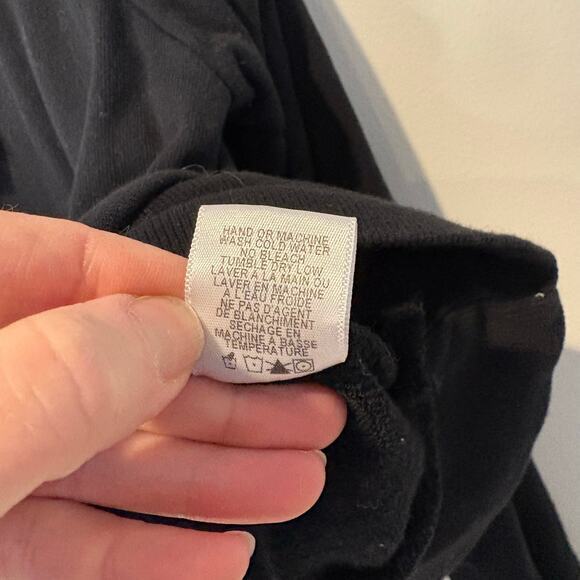 HAND OR MACHINE
WASH COLD WATER
NO BLEACH
TUMBLE DRY LOW
LAVER A LA MAIN OU
LAVER EN MACHINE
A L'EAU FROIDE
NE PAS D'AGENT
DE BLANCHIMENT
SECHAGE EN
MACHINE A BASSE
TEMPERATURE